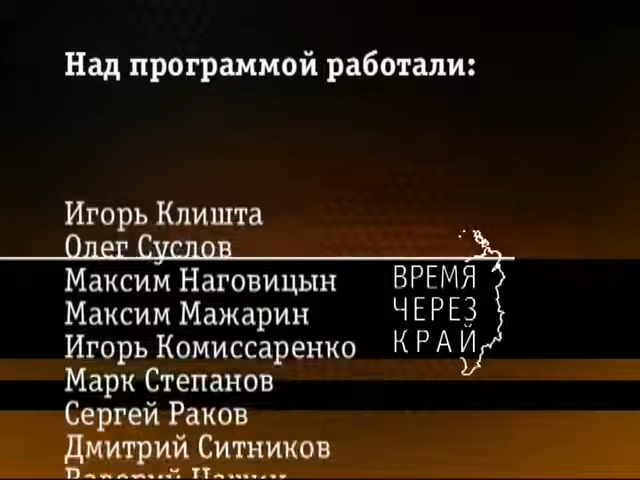 Над программой работали:
Игорь Клишта
Олег Суслов
Максим Наговицын
Максим Мажарин
Игорь Комиссаренко
Марк Степанов
Сергей Раков
Дмитрий Ситников
Валерий
ВРЕМЯ
ЧЕРЕЗ
КРАЙ